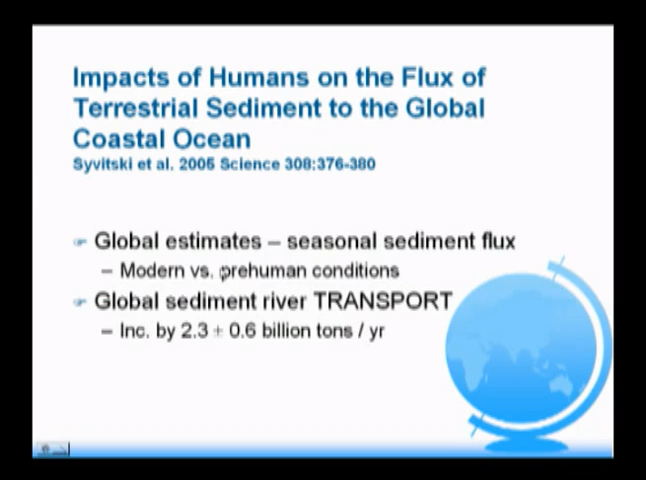 Impacts of Humans on the Flux of
Terrestrial Sediment to the Global
Coastal Ocean
Syvitski et al. 2005 Science 308:376-380
Global estimates – seasonal sediment flux
– Modern vs. prehuman conditions
Global sediment river TRANSPORT
– Inc. by 2.3 ± 0.6 billion tons / yr